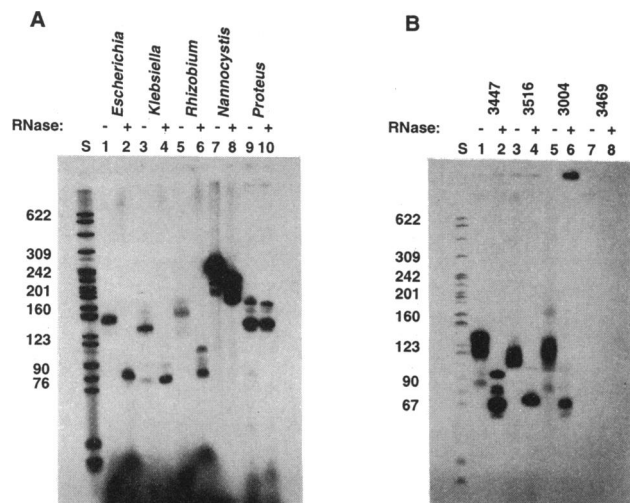 A
Escherichia
Klebsiella
Rhizobium
Nannocystis
Proteus
RNase: - + - + - + - + - +
S 1 2 3 4 5 6 7 8 9 10
622
309
242
201
160
123
90
76
B
3447
3516
3004
3469
RNase: - + - + - + - +
S 1 2 3 4 5 6 7 8
622
309
242
201
160
123
90
67